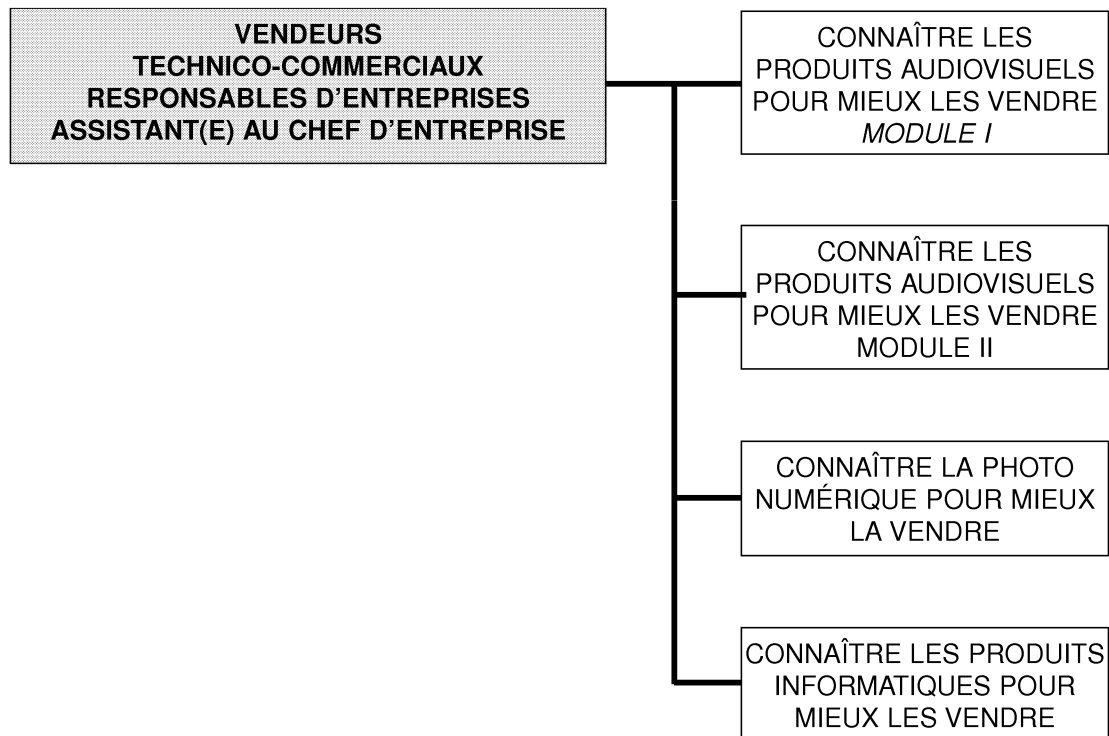 VENDEURS
TECHNICO-COMMERCIAUX
RESPONSABLES D'ENTREPRISES
ASSISTANT(E) AU CHEF D'ENTREPRISE
CONNAÎTRE LES
PRODUITS AUDIOVISUELS
POUR MIEUX LES VENDRE
MODULE I
CONNAÎTRE LES
PRODUITS AUDIOVISUELS
POUR MIEUX LES VENDRE
MODULE II
CONNAÎTRE LA PHOTO
NUMÉRIQUE POUR MIEUX
LA VENDRE
CONNAÎTRE LES PRODUITS
INFORMATIQUES POUR
MIEUX LES VENDRE